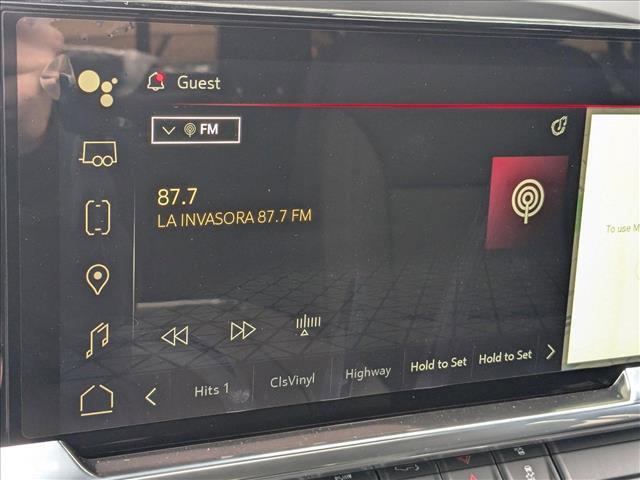 Guest
FM
87.7
LA INVASORA 87.7 FM
To use M
Hits 1
ClsVinyl
Highway
Hold to Set
Hold to Set